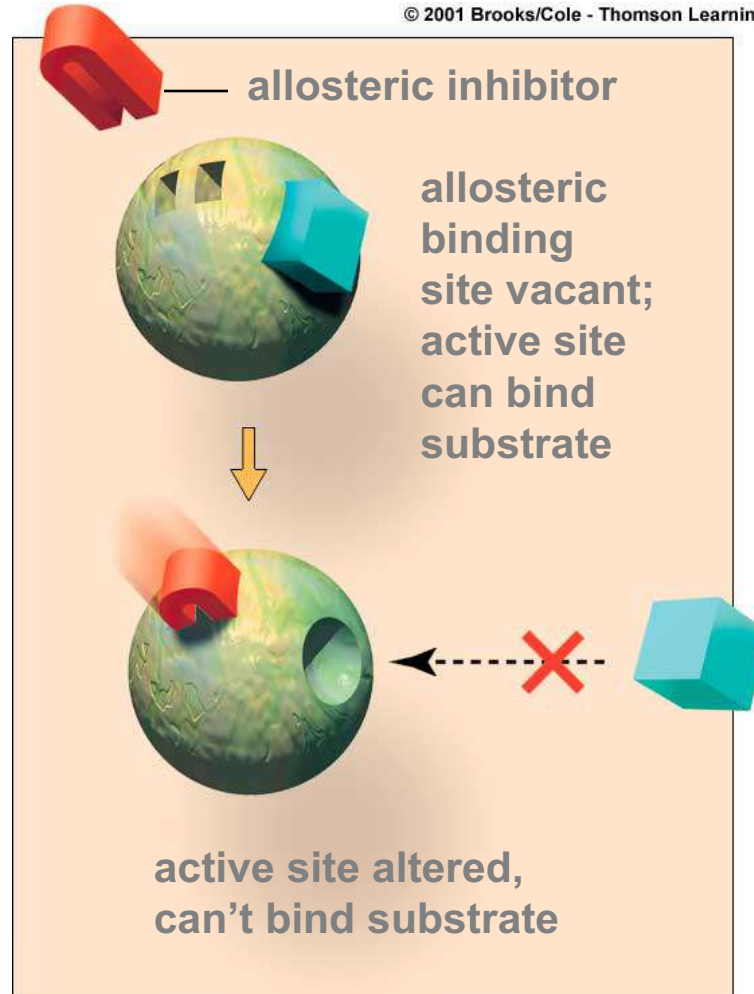 © 2001 Brooks/Cole - Thomson Learnin
allosteric inhibitor
allosteric
binding
site vacant;
active site
can bind
substrate
active site altered,
can’t bind substrate